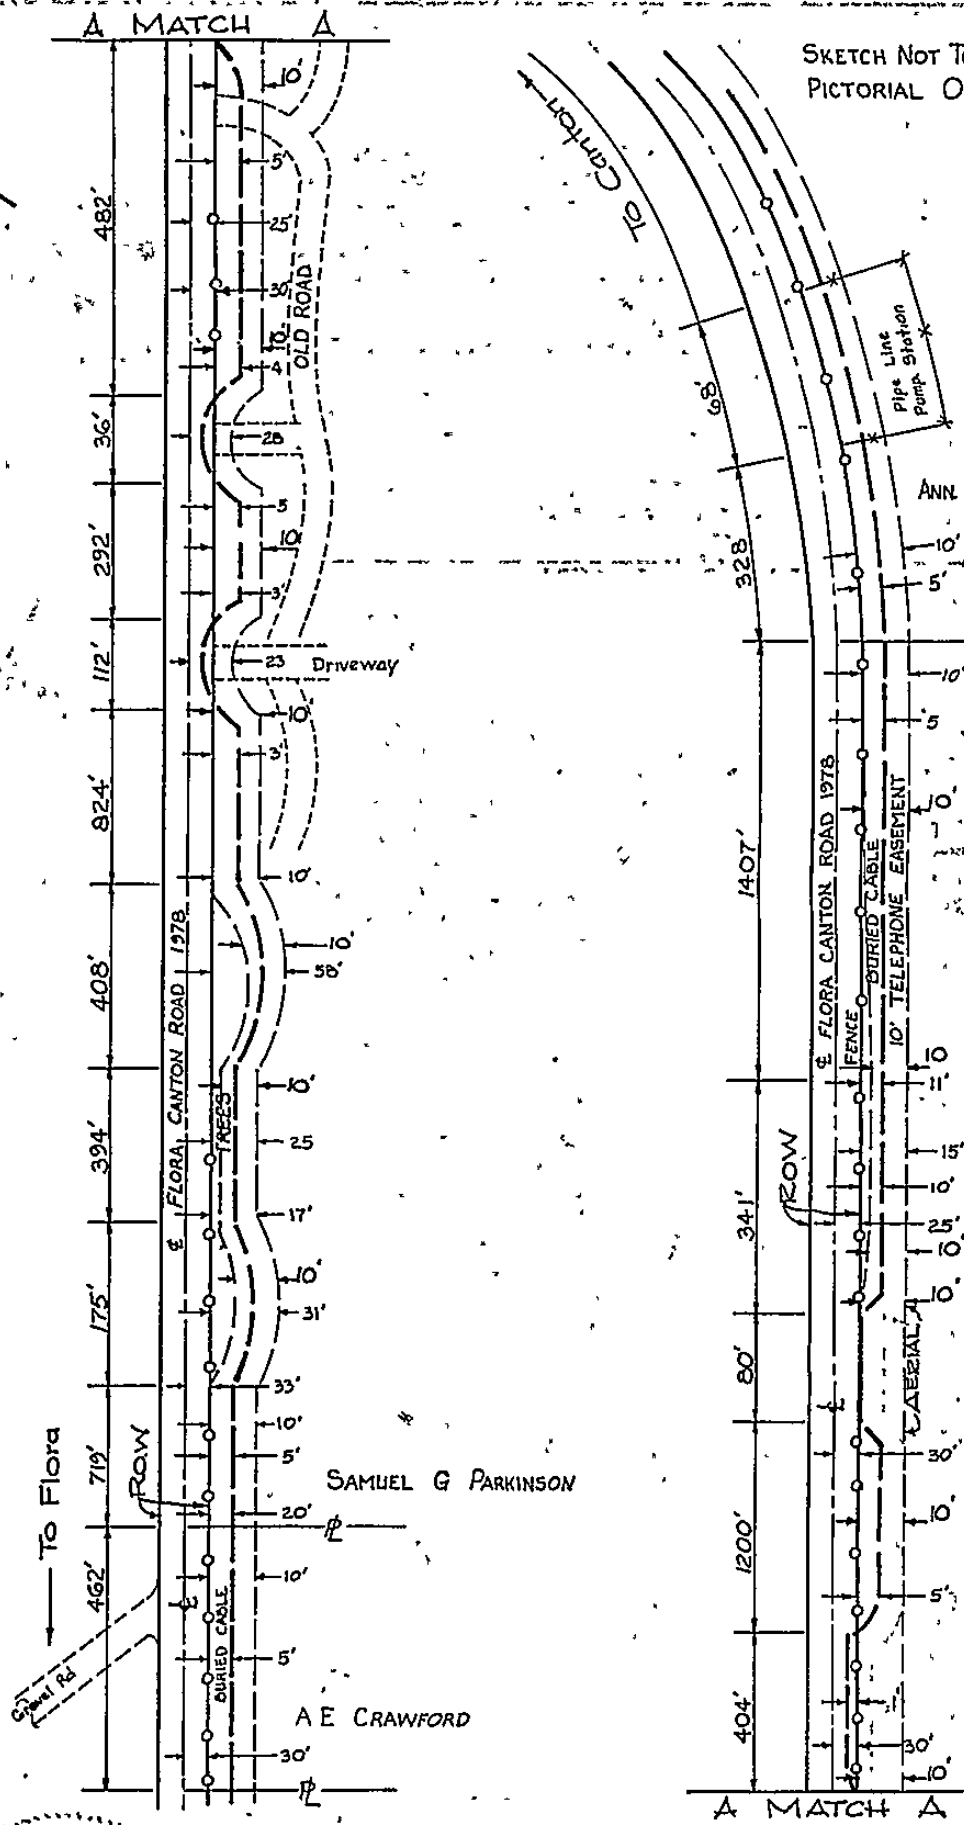 A MATCH A
10'
5'
25'
30'
10'
4
28
5
10'
3'
23
Driveway
10'
3'
10'
10'
58'
10'
25
17'
10'
31'
33'
10'
5'
20'
10'
5'
30'
482'
36'
292'
112'
824'
408'
394'
175'
719'
462'
OLD ROAD
℄ FLORA CANTON ROAD 1978
TREES
ROW
To Flora
Gravel Rd
BURIED CABLE
SAMUEL G PARKINSON
PL
℄
A E CRAWFORD
PL
SKETCH NOT T
PICTORIAL O
To Canton
Pipe Line
Pump Station
ANN
328'
1407'
341'
80'
1200'
404'
10'
5'
10'
5
10'
10
11'
15'
10'
25'
10'
10'
30'
10'
5'
30'
10'
℄ FLORA CANTON ROAD 1978
FENCE
BURIED CABLE
10' TELEPHONE EASEMENT
ROW
AERIAL
℄
A MATCH A